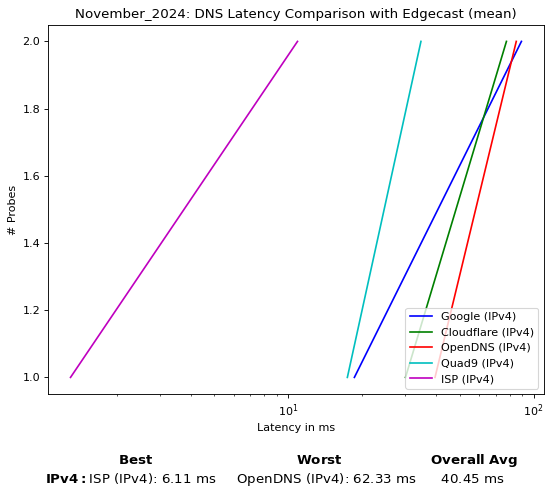 November_2024: DNS Latency Comparison with Edgecast (mean)
2.0
1.8
1.6
1.4
1.2
1.0
# Probes
Google (IPv4)
Cloudflare (IPv4)
OpenDNS (IPv4)
Quad9 (IPv4)
ISP (IPv4)
10¹ 10²
Latency in ms
Best Worst Overall Avg
IPv4: ISP (IPv4): 6.11 ms OpenDNS (IPv4): 62.33 ms 40.45 ms